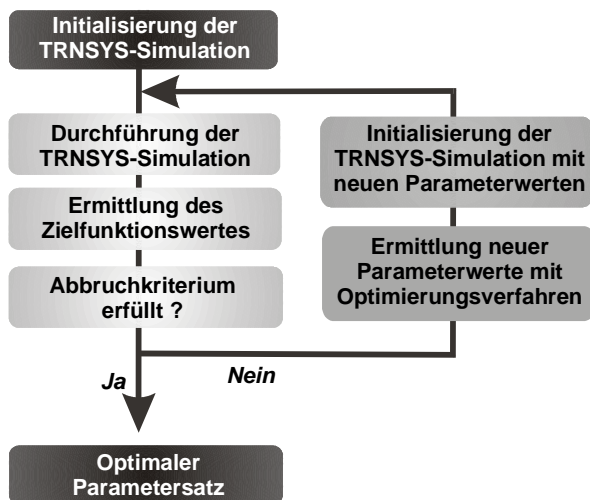 Initialisierung der
TRNSYS-Simulation
Durchführung der
TRNSYS-Simulation
Ermittlung des
Zielfunktionswertes
Abbruchkriterium
erfüllt ?
Initialisierung der
TRNSYS-Simulation mit
neuen Parameterwerten
Ermittlung neuer
Parameterwerte mit
Optimierungsverfahren
Ja
Nein
Optimaler
Parametersatz